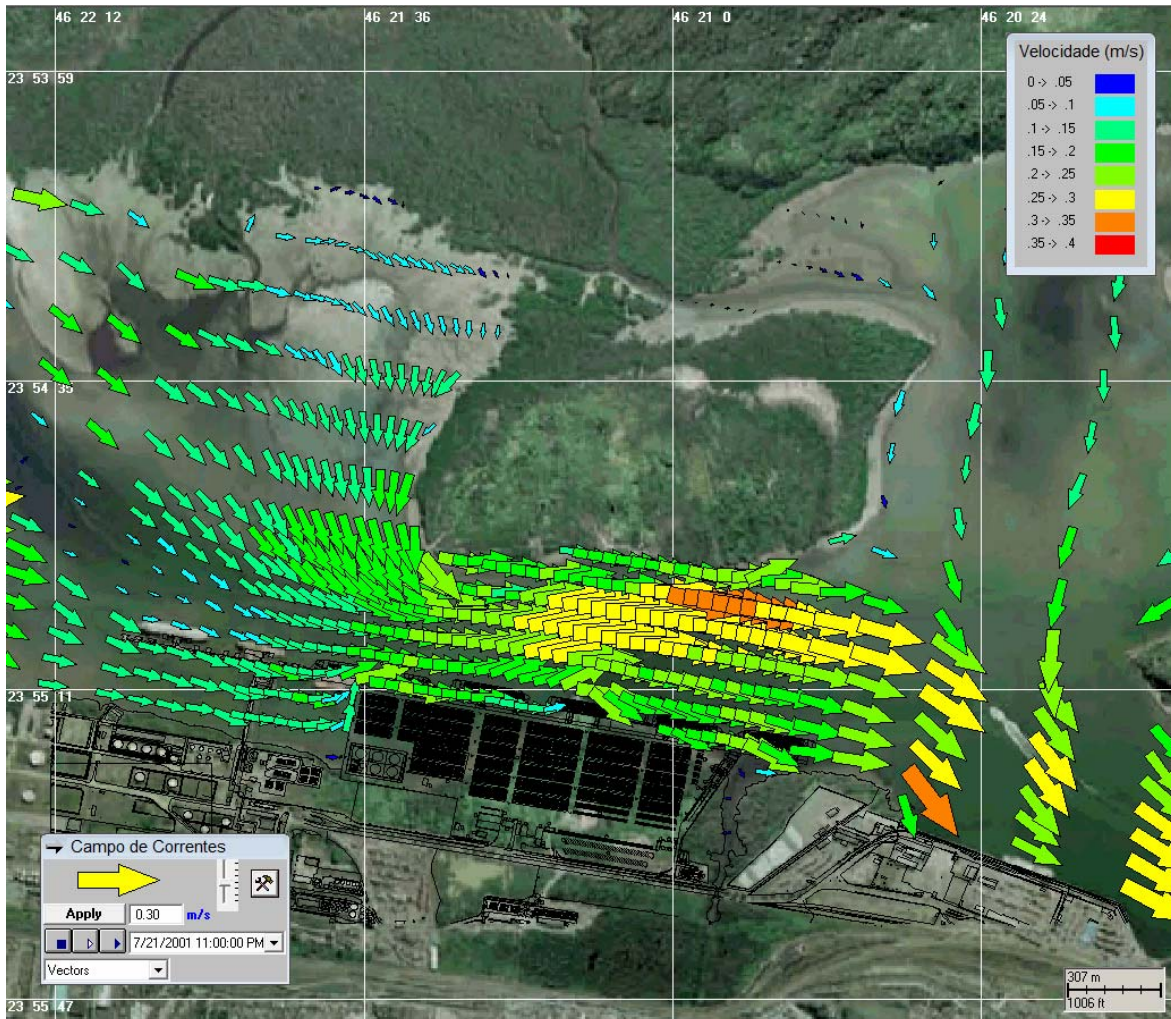 46 22 12
46 21 36
46 21 0
46 20 24
23 53 59
Velocidade (m/s)
0 -> .05
.05 -> .1
.1 -> .15
.15 -> .2
.2 -> .25
.25 -> .3
.3 -> .35
.35 -> .4
23 54 35
23 55 11
Campo de Correntes
Apply
0.30
m/s
7/21/2001 11:00:00 PM
Vectors
307 m
1006 ft
23 55 47